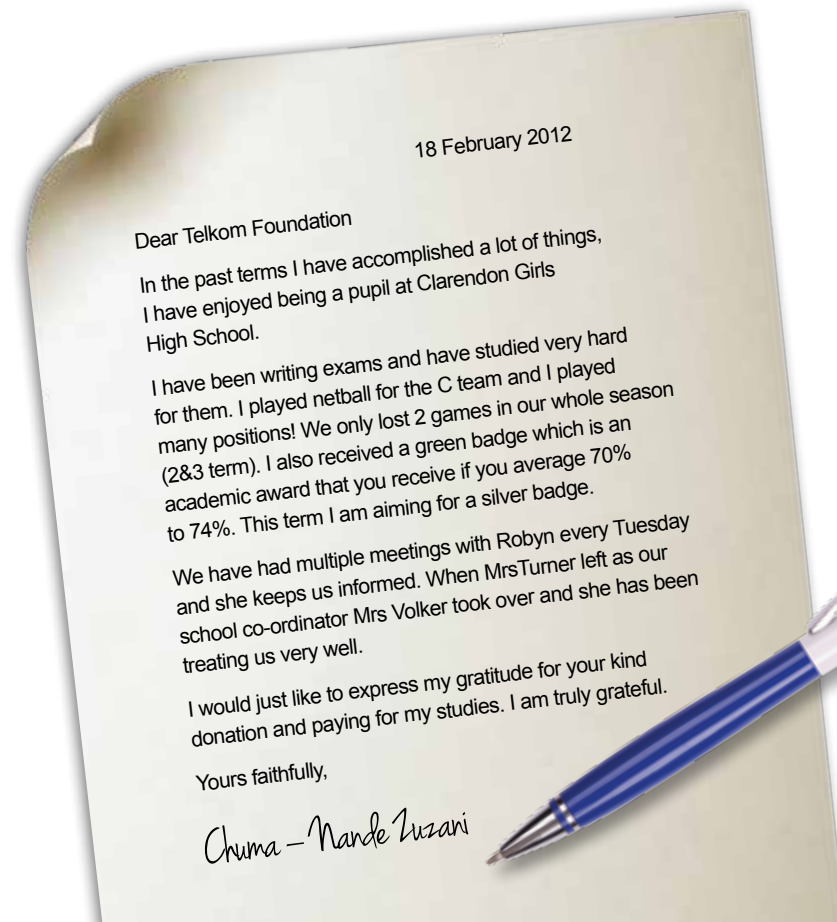 18 February 2012
Dear Telkom Foundation
In the past terms I have accomplished a lot of things,
I have enjoyed being a pupil at Clarendon Girls
High School.
I have been writing exams and have studied very hard
for them. I played netball for the C team and I played
many positions! We only lost 2 games in our whole season
(2&3 term). I also received a green badge which is an
academic award that you receive if you average 70%
to 74%. This term I am aiming for a silver badge.
We have had multiple meetings with Robyn every Tuesday
and she keeps us informed. When MrsTurner left as our
school co-ordinator Mrs Volker took over and she has been
treating us very well.
I would just like to express my gratitude for your kind
donation and paying for my studies. I am truly grateful.
Yours faithfully,
Chuma – Nande Zuzani